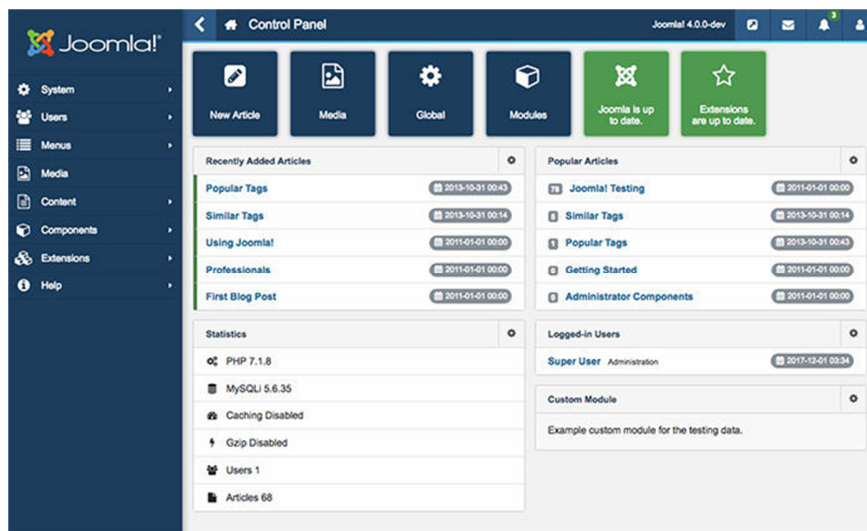 Joomla!®
System
Users
Menus
Media
Content
Components
Extensions
Help
Control Panel
Joomla! 4.0.0-dev
3
New Article
Media
Global
Modules
Joomla is up
to date.
Extensions
are up to date.
Recently Added Articles
Popular Tags 2013-10-31 00:43
Similar Tags 2013-10-31 00:14
Using Joomla! 2011-01-01 00:00
Professionals 2011-01-01 00:00
First Blog Post 2011-01-01 00:00
Popular Articles
Joomla! Testing 2011-01-01 00:00
Similar Tags 2013-10-31 00:14
Popular Tags 2013-10-31 00:43
Getting Started 2011-01-01 00:00
Administrator Components 2011-01-01 00:00
Statistics
PHP 7.1.8
MySQLi 5.6.35
Caching Disabled
Gzip Disabled
Users 1
Articles 68
Logged-in Users
Super User Administration 2017-12-01 03:34
Custom Module
Example custom module for the testing data.